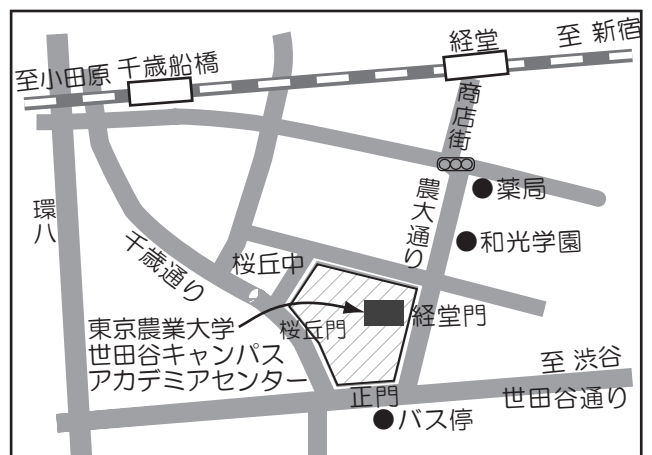 至小田原
千歳船橋
経堂
至 新宿
商店街
薬局
農大通り
和光学園
環八
千歳通り
桜丘中
東京農業大学
世田谷キャンパス
アカデミアセンター
桜丘門
経堂門
至 渋谷
正門
世田谷通り
バス停